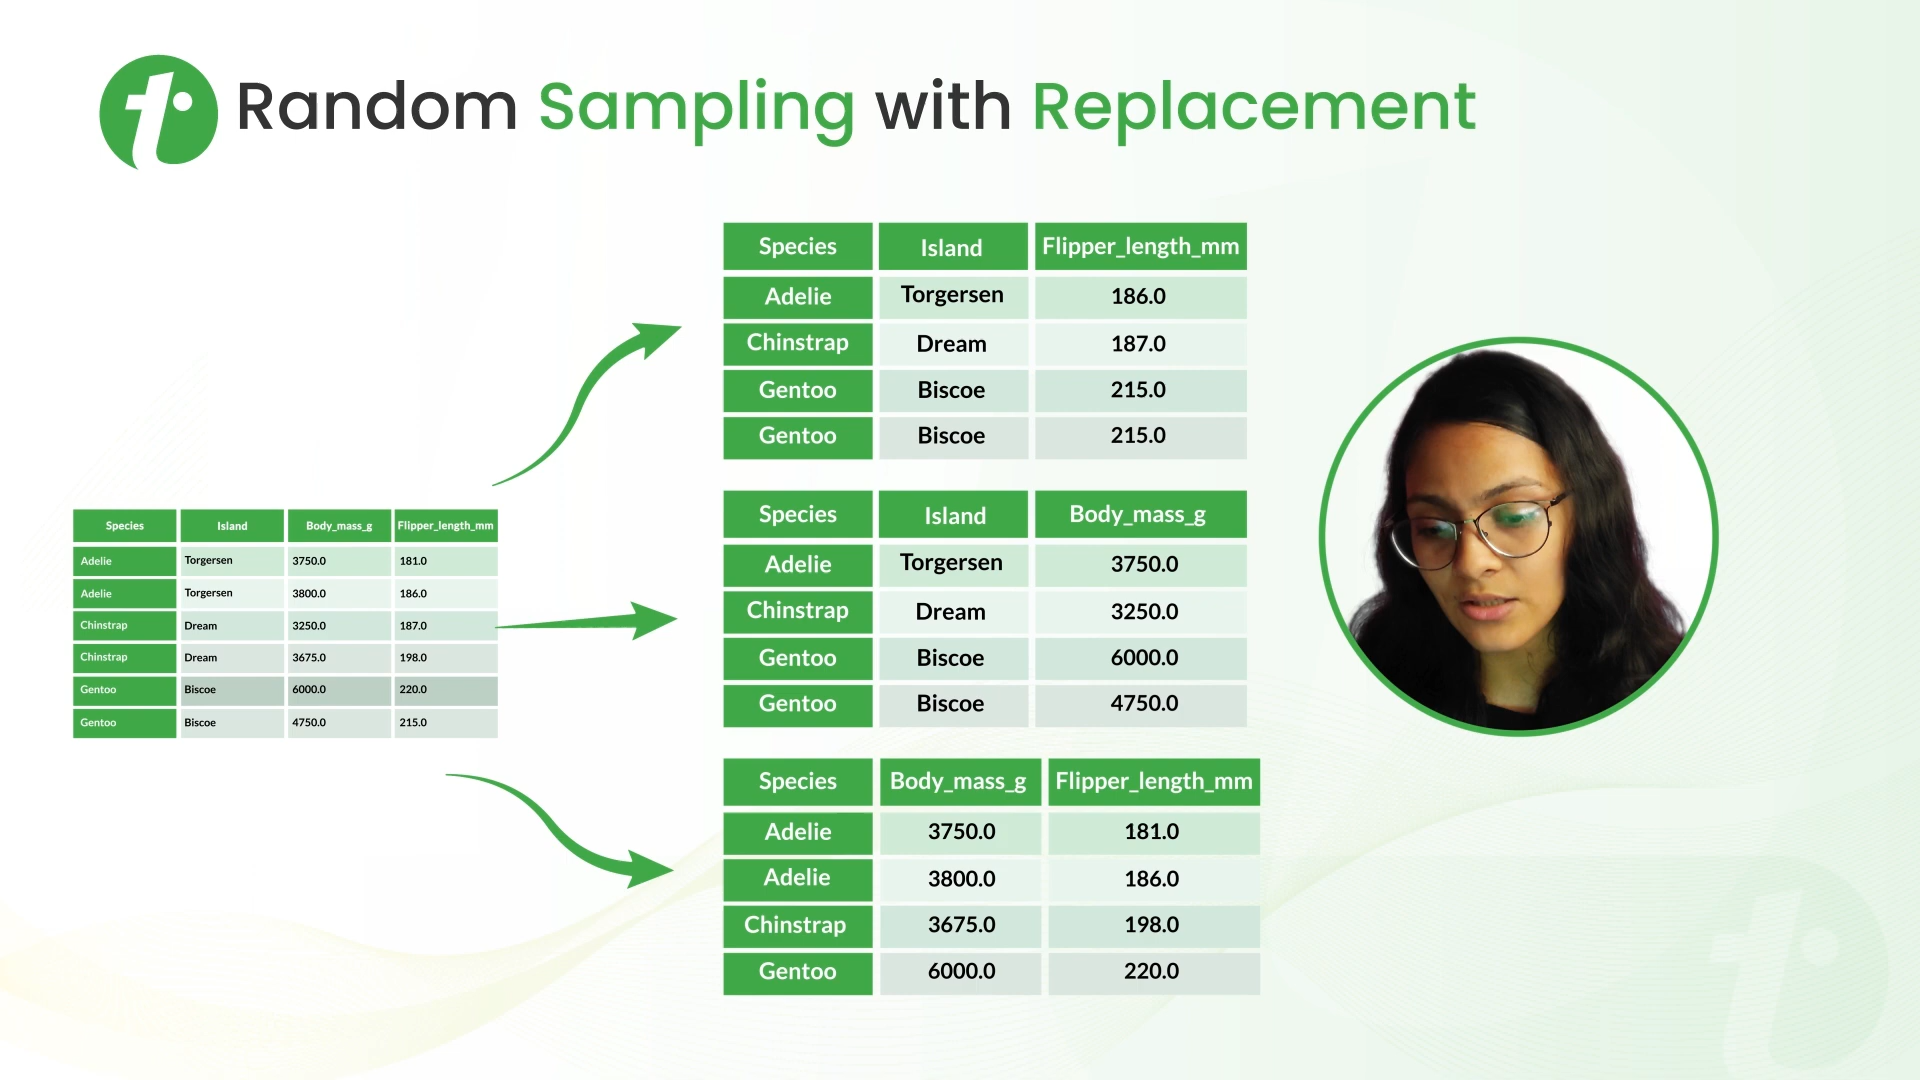 Random Sampling with Replacement
Species Island Flipper_length_mm
Adelie Torgersen 186.0
Chinstrap Dream 187.0
Gentoo Biscoe 215.0
Gentoo Biscoe 215.0
Species Island Body_mass_g Flipper_length_mm
Adelie Torgersen 3750.0 181.0
Adelie Torgersen 3800.0 186.0
Chinstrap Dream 3250.0 187.0
Chinstrap Dream 3675.0 198.0
Gentoo Biscoe 6000.0 220.0
Gentoo Biscoe 4750.0 215.0
Species Island Body_mass_g
Adelie Torgersen 3750.0
Chinstrap Dream 3250.0
Gentoo Biscoe 6000.0
Gentoo Biscoe 4750.0
Species Body_mass_g Flipper_length_mm
Adelie 3750.0 181.0
Adelie 3800.0 186.0
Chinstrap 3675.0 198.0
Gentoo 6000.0 220.0